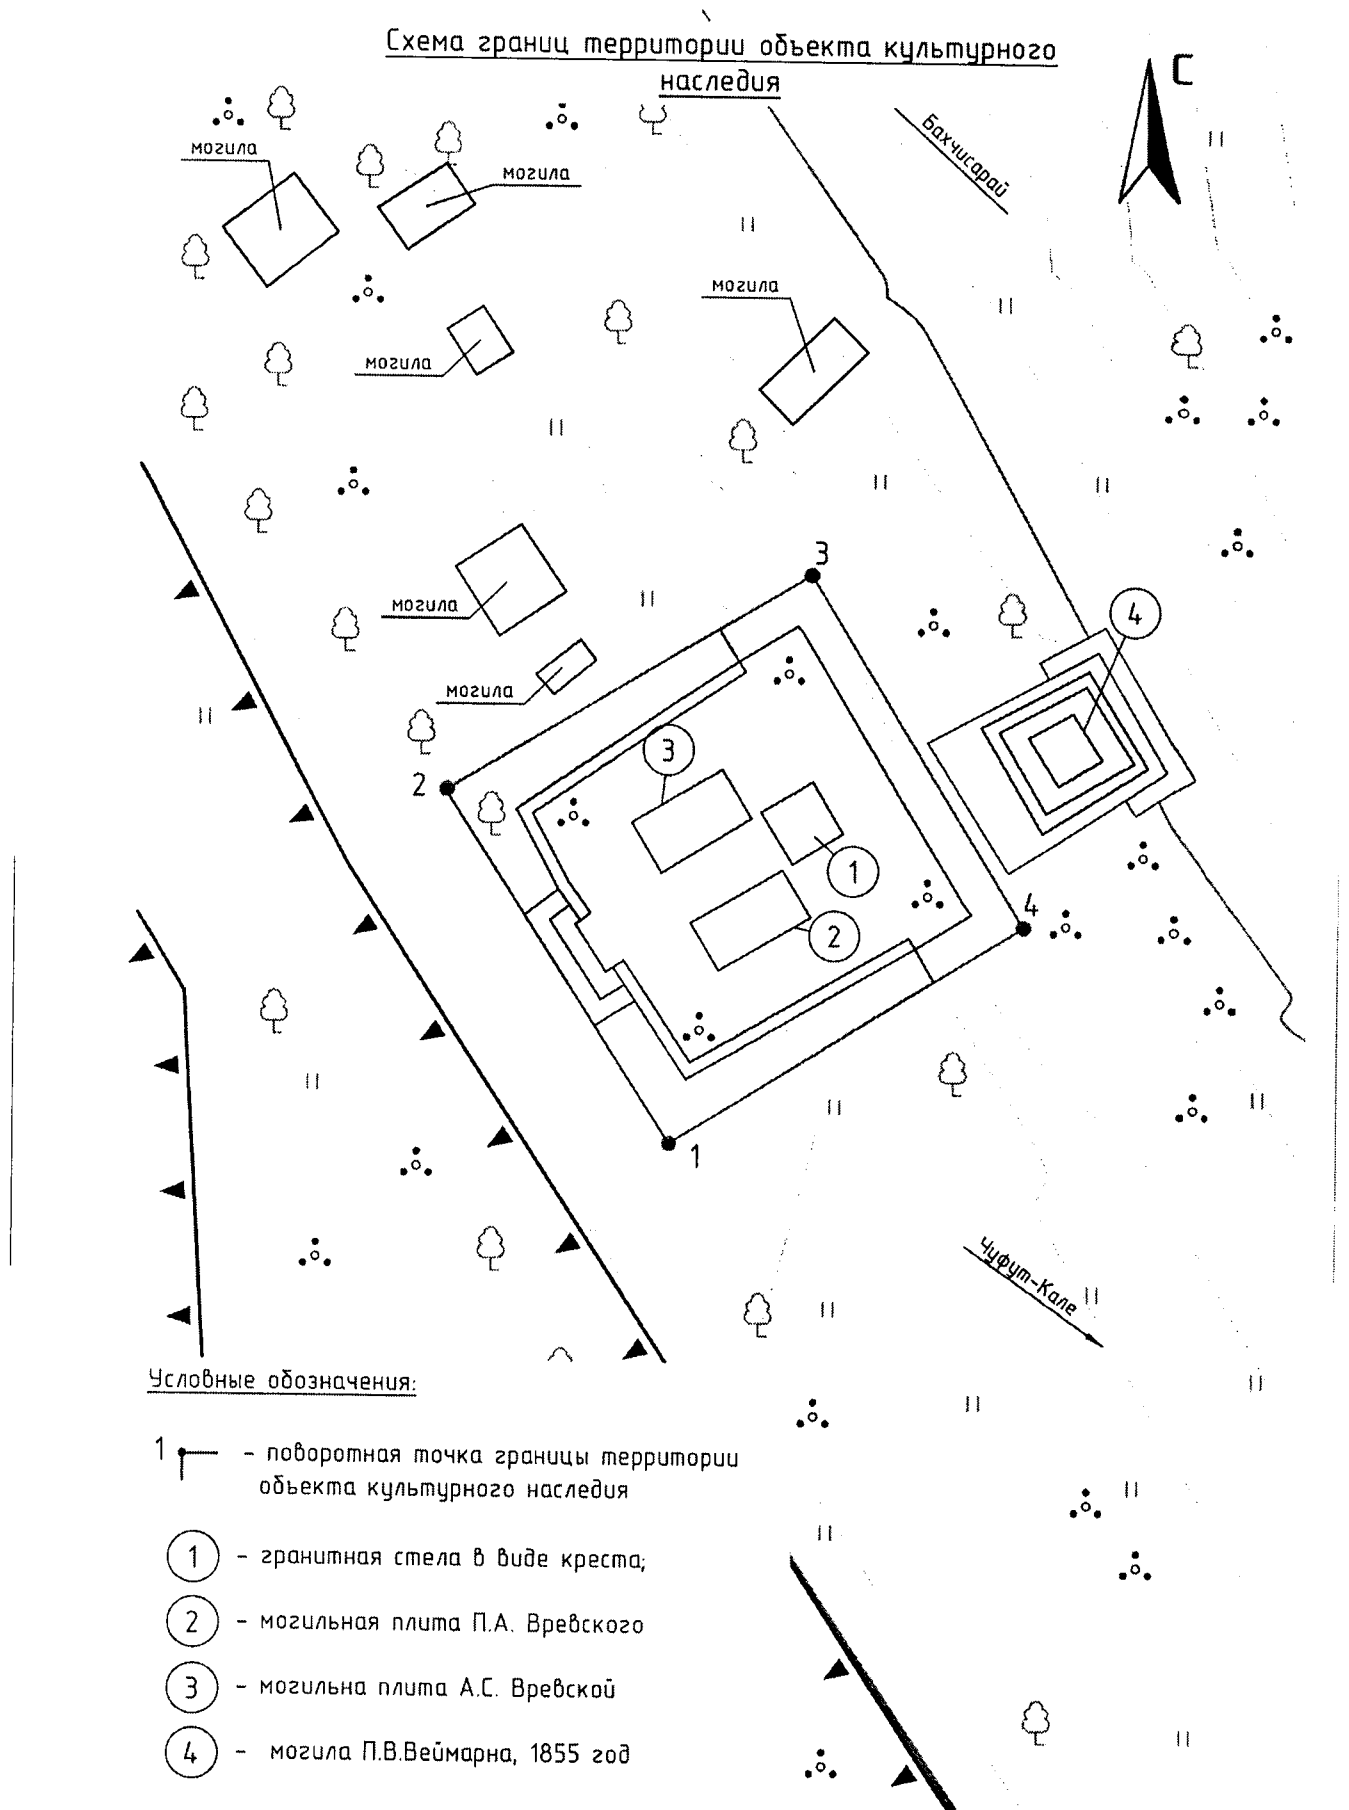 Схема границ территории объекта культурного
наследия
С
Бахчисарай
могила
могила
могила
могила
могила
могила
3
4
2
3
1
4
2
1
Чуфут-Кале
Условные обозначения:
1 - поворотная точка границы территории
объекта культурного наследия
1 - гранитная стела в виде креста;
2 - могильная плита П.А. Вревского
3 - могильна плита А.С. Вревской
4 - могила П.В.Веймарна, 1855 год